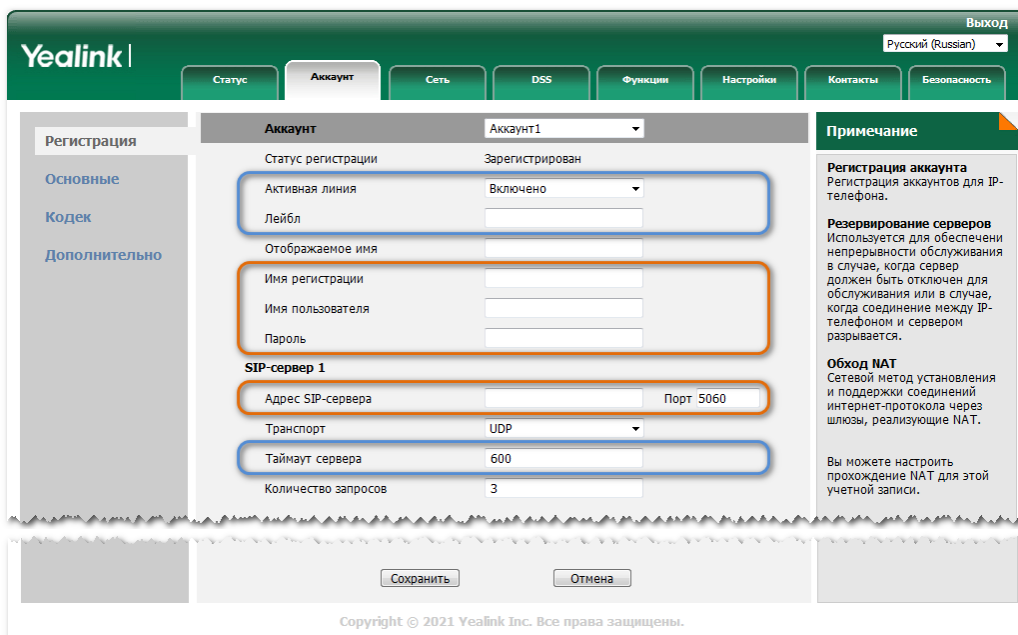 Выход
Yealink
Русский (Russian)
Статус
Аккаунт
Сеть
DSS
Функции
Настройки
Контакты
Безопасность
Регистрация
Основные
Кодек
Дополнительно
Аккаунт Аккаунт1
Статус регистрации Зарегистрирован
Активная линия Включено
Лейбл
Отображаемое имя
Имя регистрации
Имя пользователя
Пароль
SIP-сервер 1
Адрес SIP-сервера Порт 5060
Транспорт UDP
Таймаут сервера 600
Количество запросов 3
Сохранить Отмена
Примечание
Регистрация аккаунта
Регистрация аккаунтов для IP-
телефона.
Резервирование серверов
Используется для обеспечени
непрерывности обслуживания
в случае, когда сервер
должен быть отключен для
обслуживания или в случае,
когда соединение между IP-
телефоном и сервером
разрывается.
Обход NAT
Сетевой метод установления
и поддержки соединений
интернет-протокола через
шлюзы, реализующие NAT.
Вы можете настроить
прохождение NAT для этой
учетной записи.
Copyright © 2021 Yealink Inc. Все права защищены.